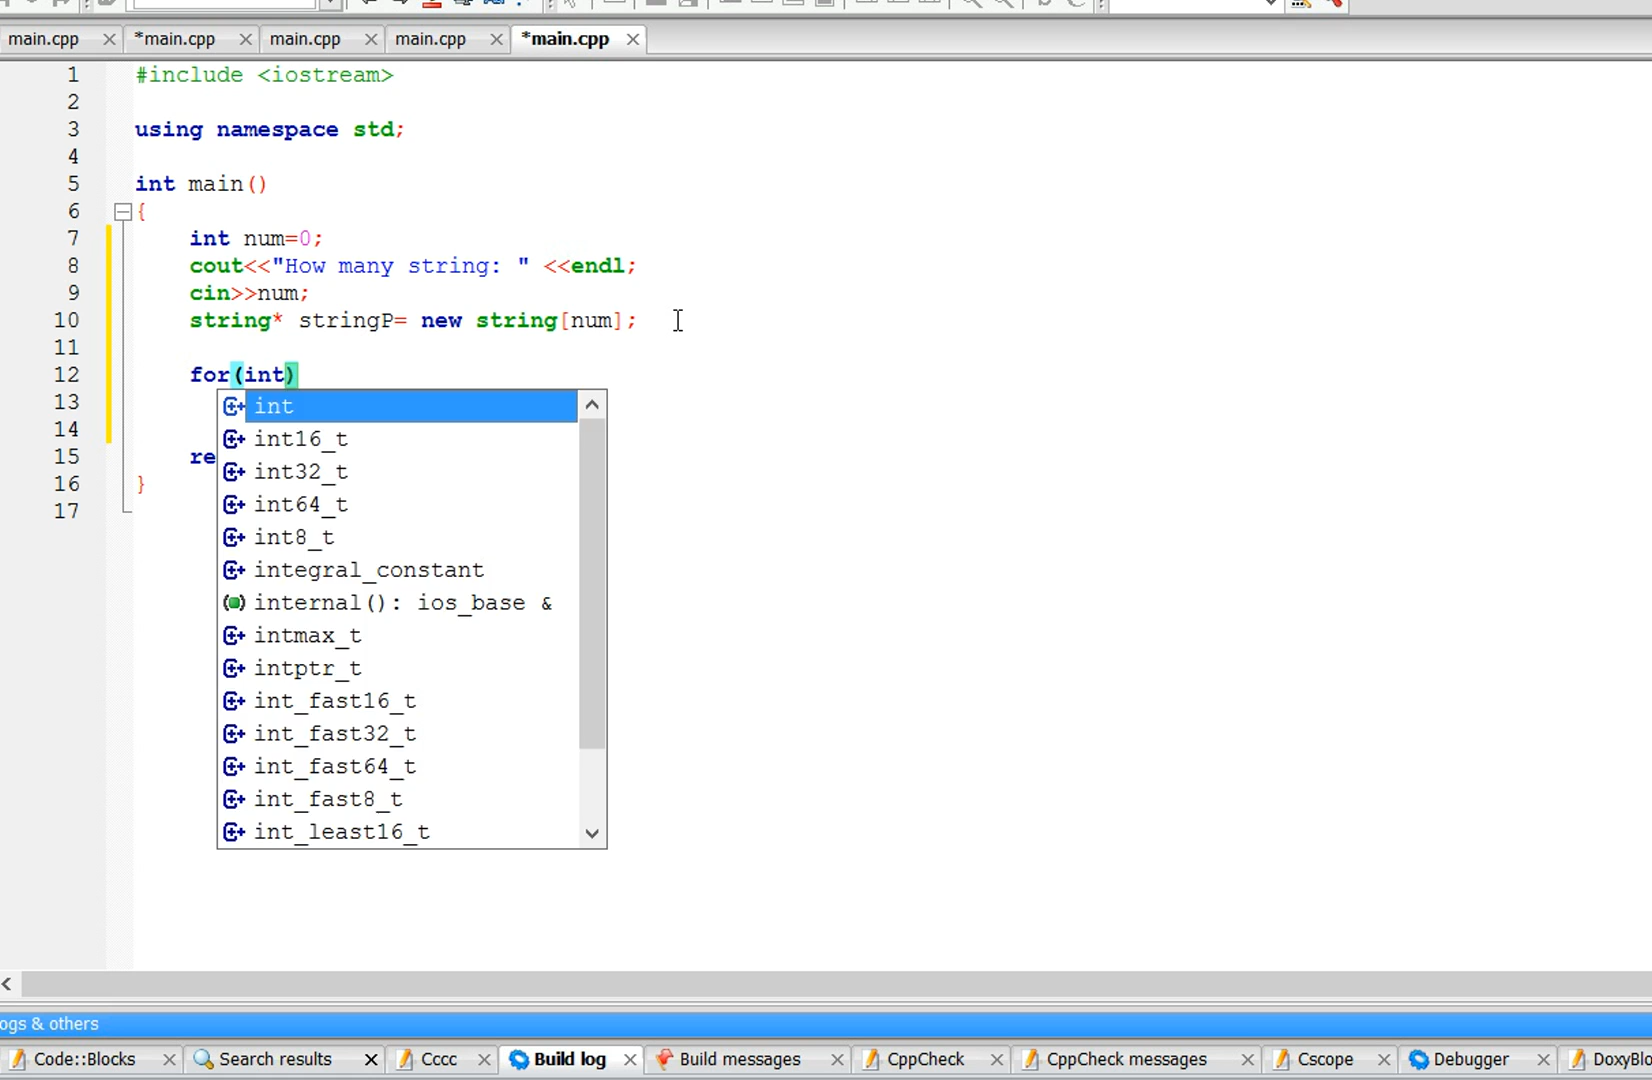 main.cpp *main.cpp main.cpp main.cpp *main.cpp
1 #include <iostream>
2
3 using namespace std;
4
5 int main()
6 {
7 int num=0;
8 cout<<"How many string: " <<endl;
9 cin>>num;
10 string* stringP= new string[num];
11
12 for(int)
13
14
15 re
16 }
17
int
int16_t
int32_t
int64_t
int8_t
integral_constant
internal(): ios_base &
intmax_t
intptr_t
int_fast16_t
int_fast32_t
int_fast64_t
int_fast8_t
int_least16_t
ogs & others
Code::Blocks Search results Cccc Build log Build messages CppCheck CppCheck messages Cscope Debugger DoxyBlo